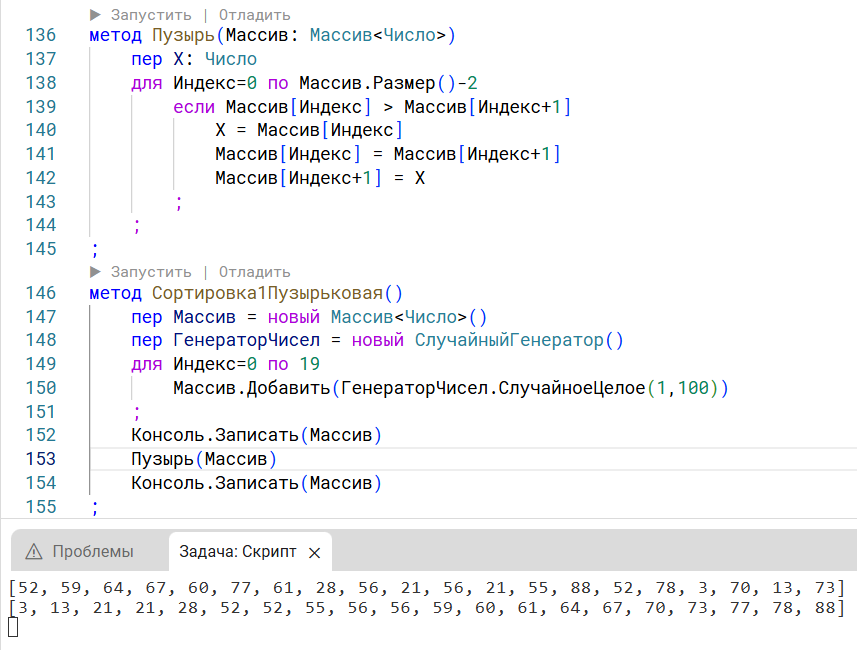 ▶ Запустить | Отладить
136 метод Пузырь(Массив: Массив<Число>)
137 пер X: Число
138 для Индекс=0 по Массив.Размер()-2
139 если Массив[Индекс] > Массив[Индекс+1]
140 X = Массив[Индекс]
141 Массив[Индекс] = Массив[Индекс+1]
142 Массив[Индекс+1] = X
143 ;
144 ;
145 ;
▶ Запустить | Отладить
146 метод Сортировка1Пузырьковая()
147 пер Массив = новый Массив<Число>()
148 пер ГенераторЧисел = новый СлучайныйГенератор()
149 для Индекс=0 по 19
150 Массив.Добавить(ГенераторЧисел.СлучайноеЦелое(1,100))
151 ;
152 Консоль.Записать(Массив)
153 Пузырь(Массив)
154 Консоль.Записать(Массив)
155 ;
Проблемы Задача: Скрипт ×
[52, 59, 64, 67, 60, 77, 61, 28, 56, 21, 56, 21, 55, 88, 52, 78, 3, 70, 13, 73]
[3, 13, 21, 21, 28, 52, 52, 55, 56, 56, 59, 60, 61, 64, 67, 70, 73, 77, 78, 88]